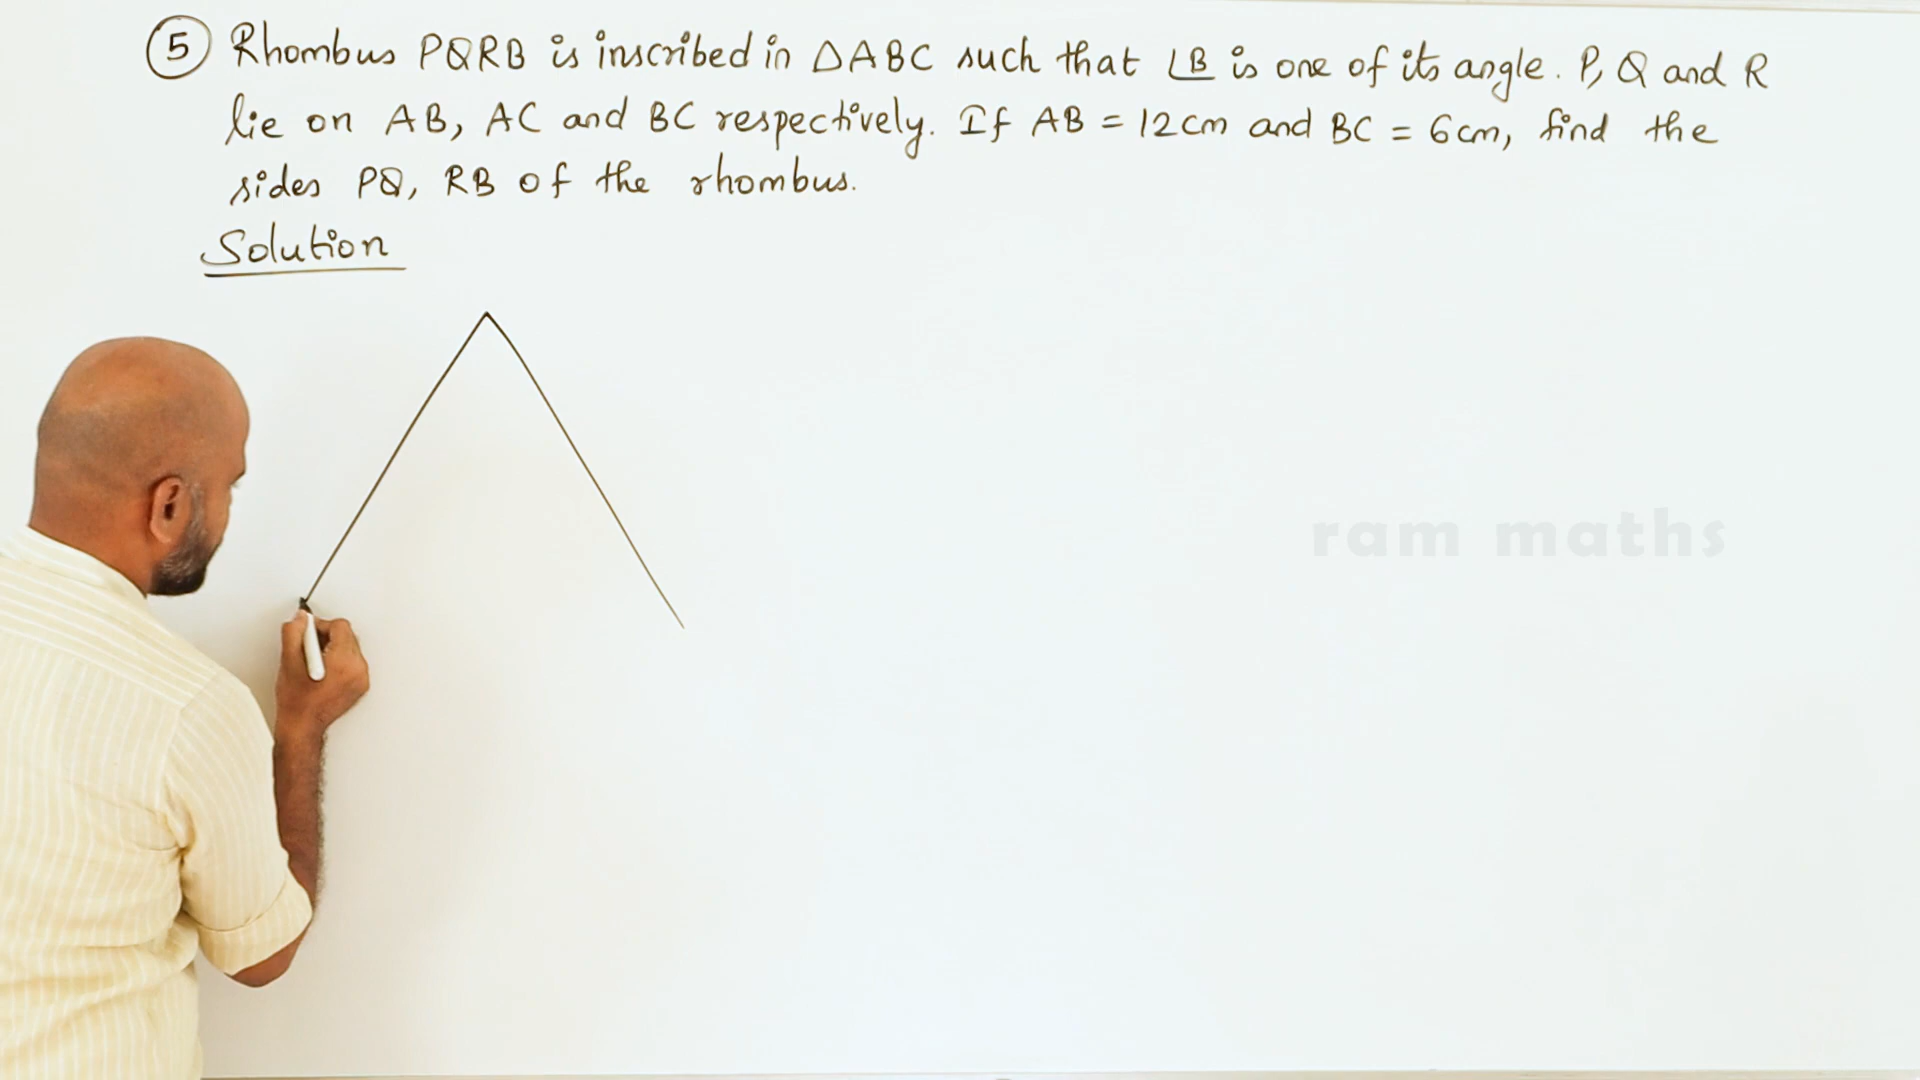 5 Rhombus PQRB is inscribed in △ABC such that ∠B is one of its angle. P, Q and R
lie on AB, AC and BC respectively. If AB = 12cm and BC = 6cm, find the
sides PQ, RB of the rhombus.
Solution
ram maths